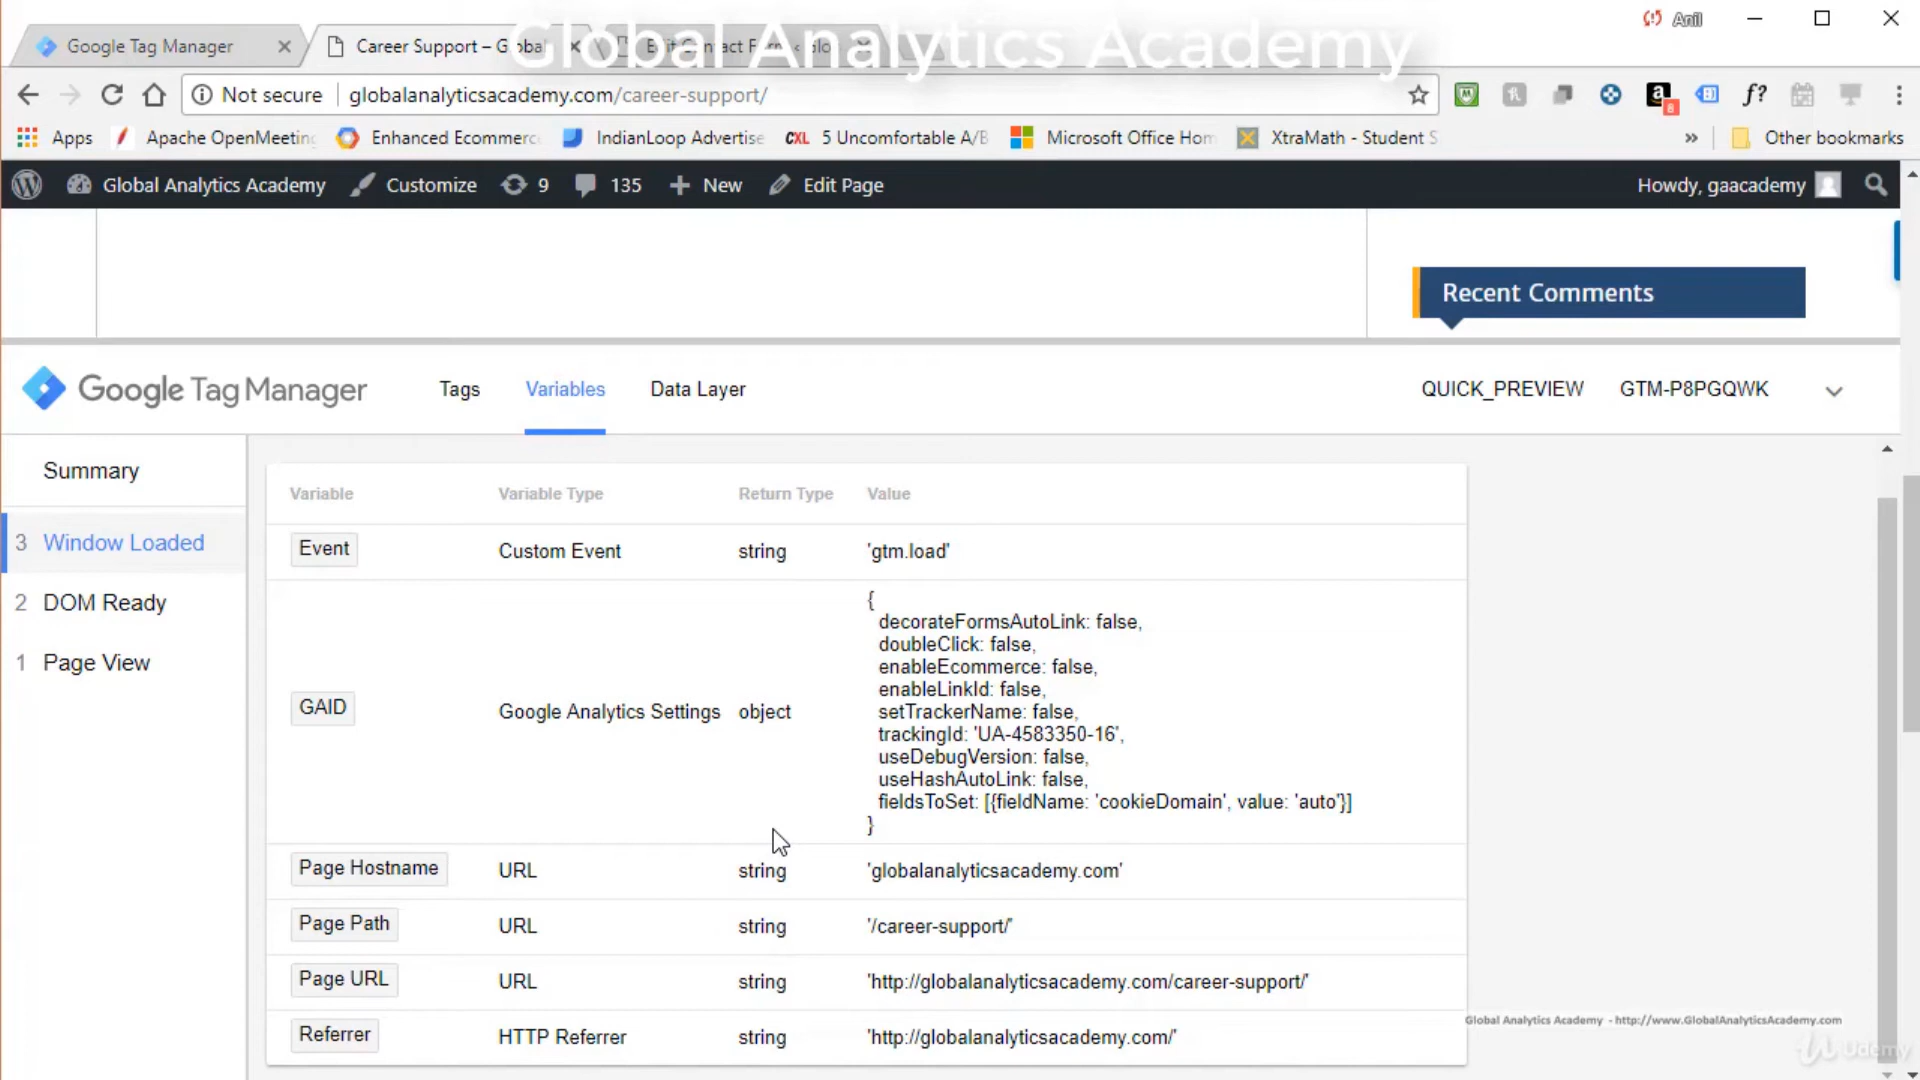 Global Analytics Academy
Anil
Google Tag Manager
Career Support – Global
Edit Contact Form
Not secure
globalanalyticsacademy.com/career-support/
8
f?
Apps
Apache OpenMeeting
Enhanced Ecommerc
IndianLoop Advertise
CXL
5 Uncomfortable A/B
Microsoft Office Hom
XtraMath - Student S
»
Other bookmarks
Global Analytics Academy
Customize
9
135
New
Edit Page
Howdy, gaacademy
Recent Comments
Google Tag Manager
Tags
Variables
Data Layer
QUICK_PREVIEW
GTM-P8PGQWK
Summary
3 Window Loaded
2 DOM Ready
1 Page View
Variable
Variable Type
Return Type
Value
Event
Custom Event
string
'gtm.load'
GAID
Google Analytics Settings
object
{
decorateFormsAutoLink: false,
doubleClick: false,
enableEcommerce: false,
enableLinkId: false,
setTrackerName: false,
trackingId: 'UA-4583350-16',
useDebugVersion: false,
useHashAutoLink: false,
fieldsToSet: [{fieldName: 'cookieDomain', value: 'auto'}]
}
Page Hostname
URL
string
'globalanalyticsacademy.com'
Page Path
URL
string
'/career-support/'
Page URL
URL
string
'http://globalanalyticsacademy.com/career-support/'
Referrer
HTTP Referrer
string
'http://globalanalyticsacademy.com/'
Global Analytics Academy - http://www.GlobalAnalyticsAcademy.com
Udemy